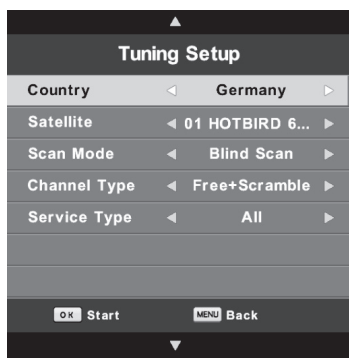 Tuning Setup
Country Germany
Satellite 01 HOTBIRD 6...
Scan Mode Blind Scan
Channel Type Free+Scramble
Service Type All
OK Start MENU Back